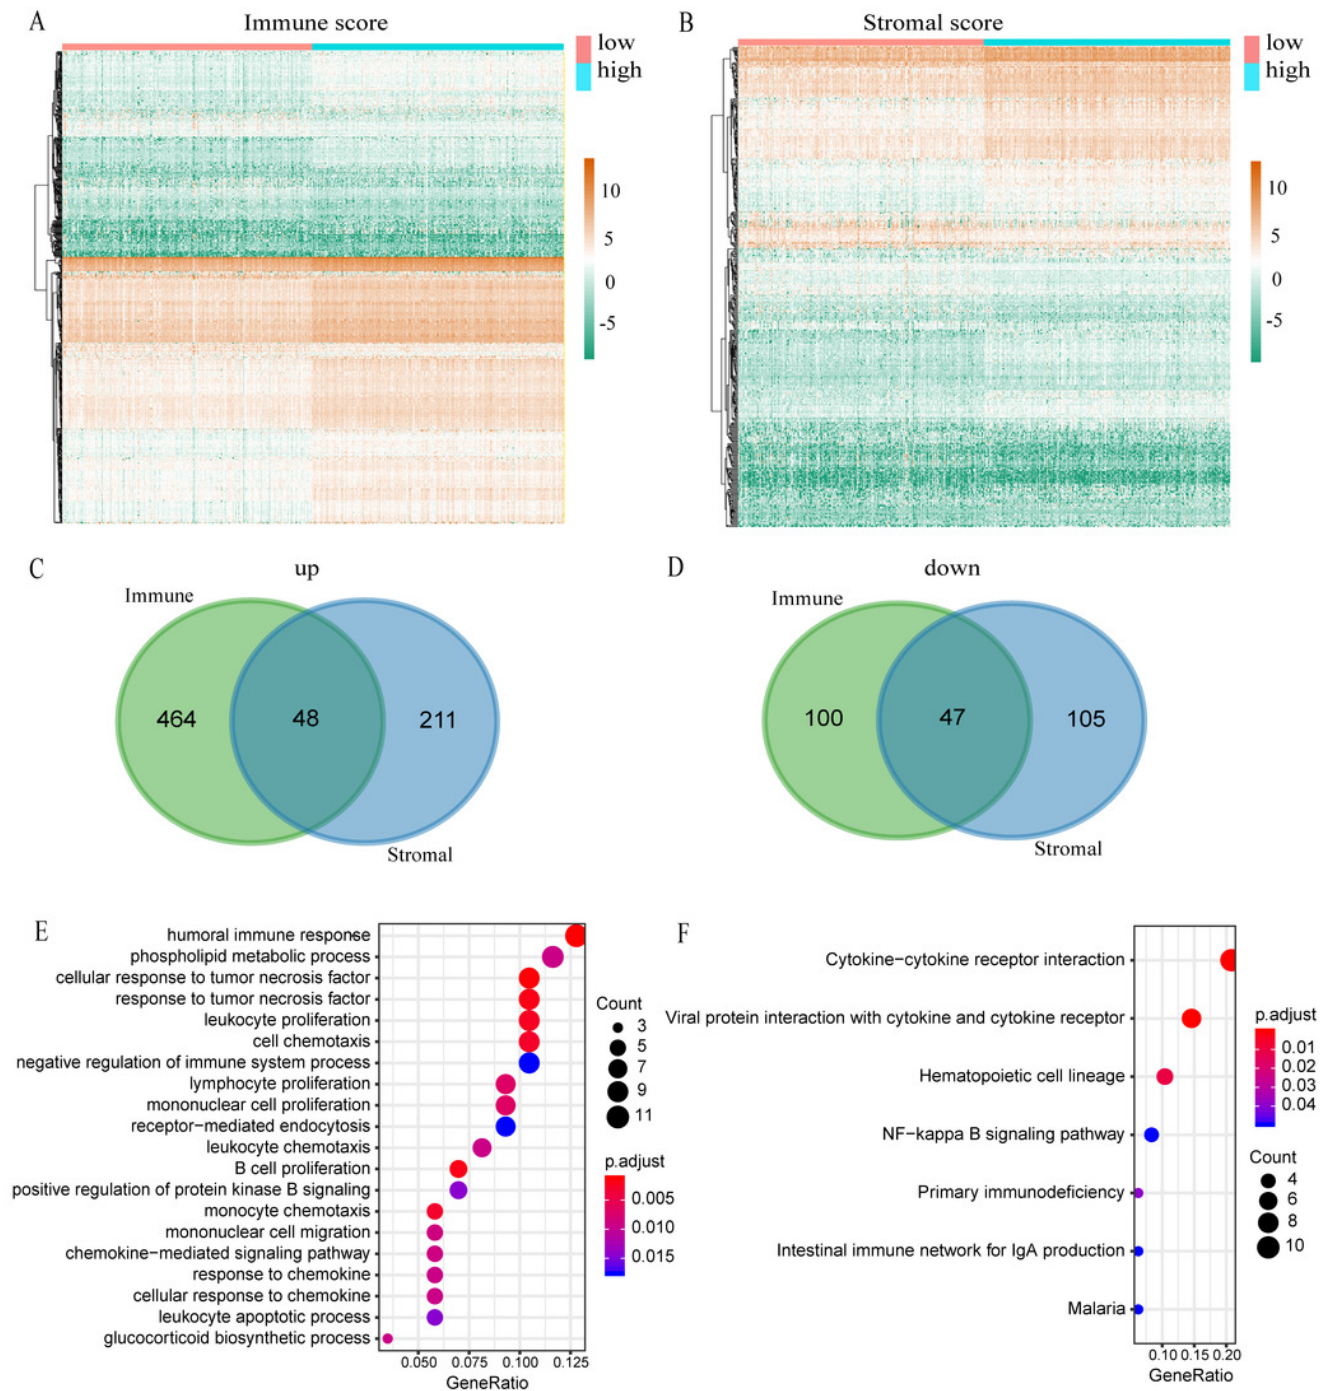 A
Immune score
low
high
10
5
0
-5
B
Stromal score
low
high
10
5
0
-5
C
up
Immune
464
48
211
Stromal
D
down
Immune
100
47
105
Stromal
E
humoral immune response
phospholipid metabolic process
cellular response to tumor necrosis factor
response to tumor necrosis factor
leukocyte proliferation
cell chemotaxis
negative regulation of immune system process
lymphocyte proliferation
mononuclear cell proliferation
receptor−mediated endocytosis
leukocyte chemotaxis
B cell proliferation
positive regulation of protein kinase B signaling
monocyte chemotaxis
mononuclear cell migration
chemokine−mediated signaling pathway
response to chemokine
cellular response to chemokine
leukocyte apoptotic process
glucocorticoid biosynthetic process
0.050 0.075 0.100 0.125
GeneRatio
Count
3
5
7
9
11
p.adjust
0.005
0.010
0.015
F
Cytokine−cytokine receptor interaction
Viral protein interaction with cytokine and cytokine receptor
Hematopoietic cell lineage
NF−kappa B signaling pathway
Primary immunodeficiency
Intestinal immune network for IgA production
Malaria
0.10 0.15 0.20
GeneRatio
p.adjust
0.01
0.02
0.03
0.04
Count
4
6
8
10